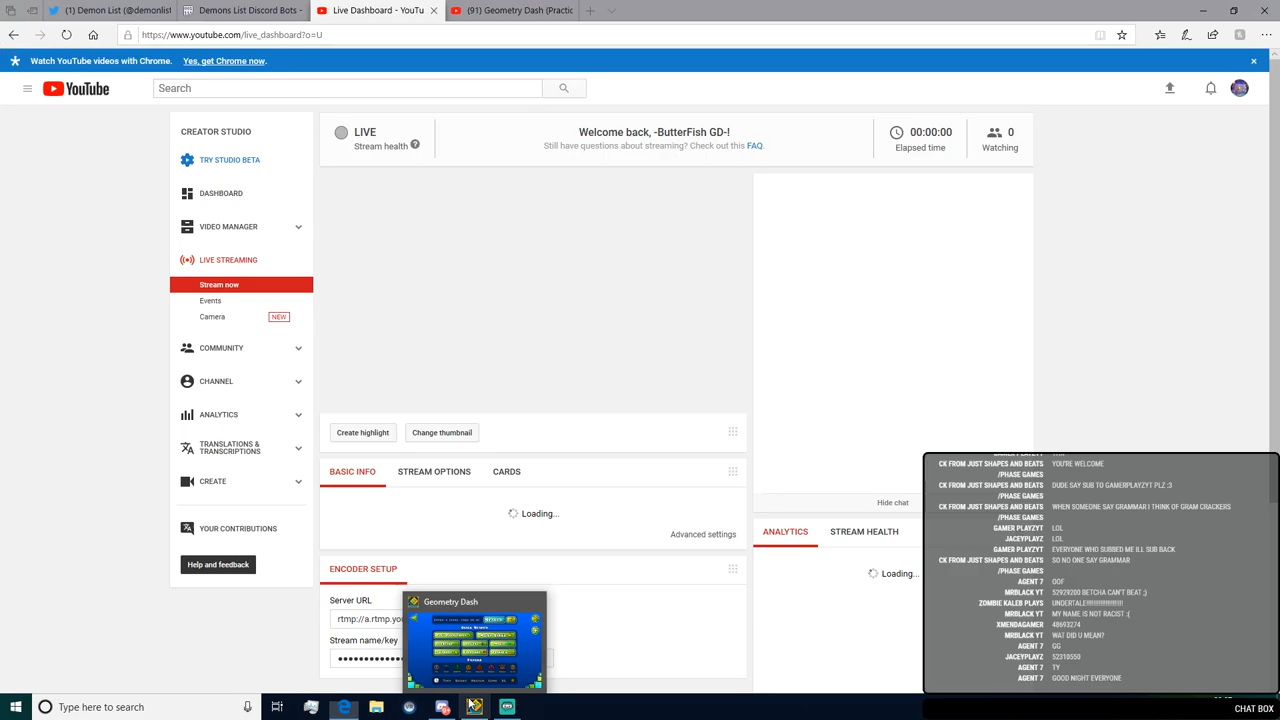 1) Demon List (@demonlist
Dashboard Bots -
Live Dashboard - YouTu
(91) Geometry Dash (Practic
https://www.youtube.com/live_dashboard?o=U
Watch YouTube videos with Chrome. Yes, get Chrome now.
YouTube
Search
CREATOR STUDIO
TRY STUDIO BETA
DASHBOARD
VIDEO MANAGER
LIVE STREAMING
Stream now
Events
Camera NEW
COMMUNITY
CHANNEL
ANALYTICS
TRANSLATIONS & TRANSCRIPTIONS
CREATE
YOUR CONTRIBUTIONS
Help and feedback
LIVE
Stream health
Welcome back, -ButterFish GD-!
Still have questions about streaming? Check out this FAQ.
00:00:00
Elapsed time
0
Watching
Create highlight Change thumbnail
BASIC INFO STREAM OPTIONS CARDS
Loading...
Advanced settings
ENCODER SETUP
Server URL
rtmp://a.rtmp.yo
Stream name/key
Geometry Dash
Hide chat
ANALYTICS STREAM HEALTH
Loading...
CK FROM JUST SHAPES AND BEATS YOU'RE WELCOME
/PHASE GAMES
CK FROM JUST SHAPES AND BEATS DUDE SAY SUB TO GAMERPLAYZYT PLZ :3
/PHASE GAMES
CK FROM JUST SHAPES AND BEATS WHEN SOMEONE SAY GRAMMAR I THINK OF GRAM CRACKERS
/PHASE GAMES
GAMER PLAYZYT LOL
JACEYPLAYZ LOL
GAMER PLAYZYT EVERYONE WHO SUBBED ME ILL SUB BACK
CK FROM JUST SHAPES AND BEATS SO NO ONE SAY GRAMMAR
/PHASE GAMES
AGENT 7 OOF
MRBLACK YT 52929200 BETCHA CAN'T BEAT ;)
ZOMBIE KALEB PLAYS UNDERTALE!!!!!!!!!!!!!!!!!!!!!!
MRBLACK YT MY NAME IS NOT RACIST :(
XMENDAGAMER 48693274
MRBLACK YT WAT DID U MEAN?
AGENT 7 GG
JACEYPLAYZ 52310550
AGENT 7 TY
AGENT 7 GOOD NIGHT EVERYONE
Type here to search
CHAT BOX